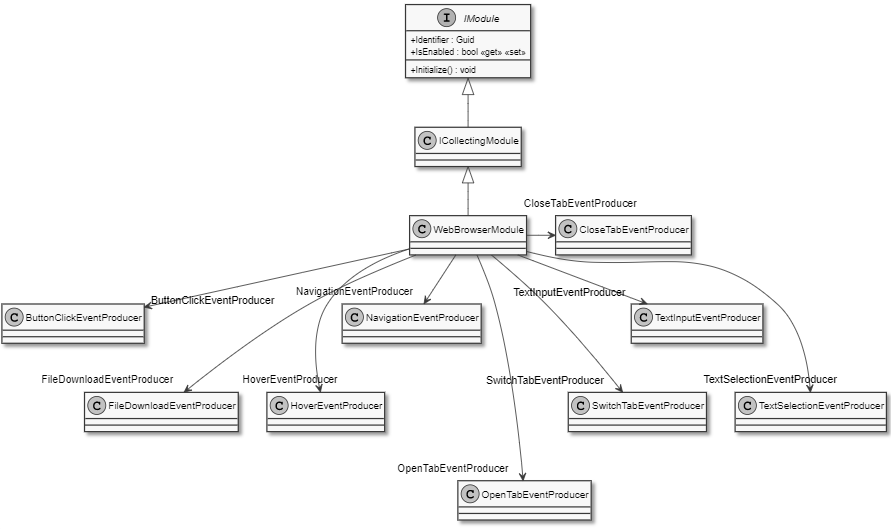 I IModule
+Identifier : Guid
+IsEnabled : bool «get» «set»
+Initialize() : void
C ICollectingModule
CloseTabEventProducer
C WebBrowserModule
C CloseTabEventProducer
NavigationEventProducer
TextInputEventProducer
ButtonClickEventProducer
C ButtonClickEventProducer
C NavigationEventProducer
C TextInputEventProducer
FileDownloadEventProducer
HoverEventProducer
SwitchTabEventProducer
TextSelectionEventProducer
C FileDownloadEventProducer
C HoverEventProducer
C SwitchTabEventProducer
C TextSelectionEventProducer
OpenTabEventProducer
C OpenTabEventProducer